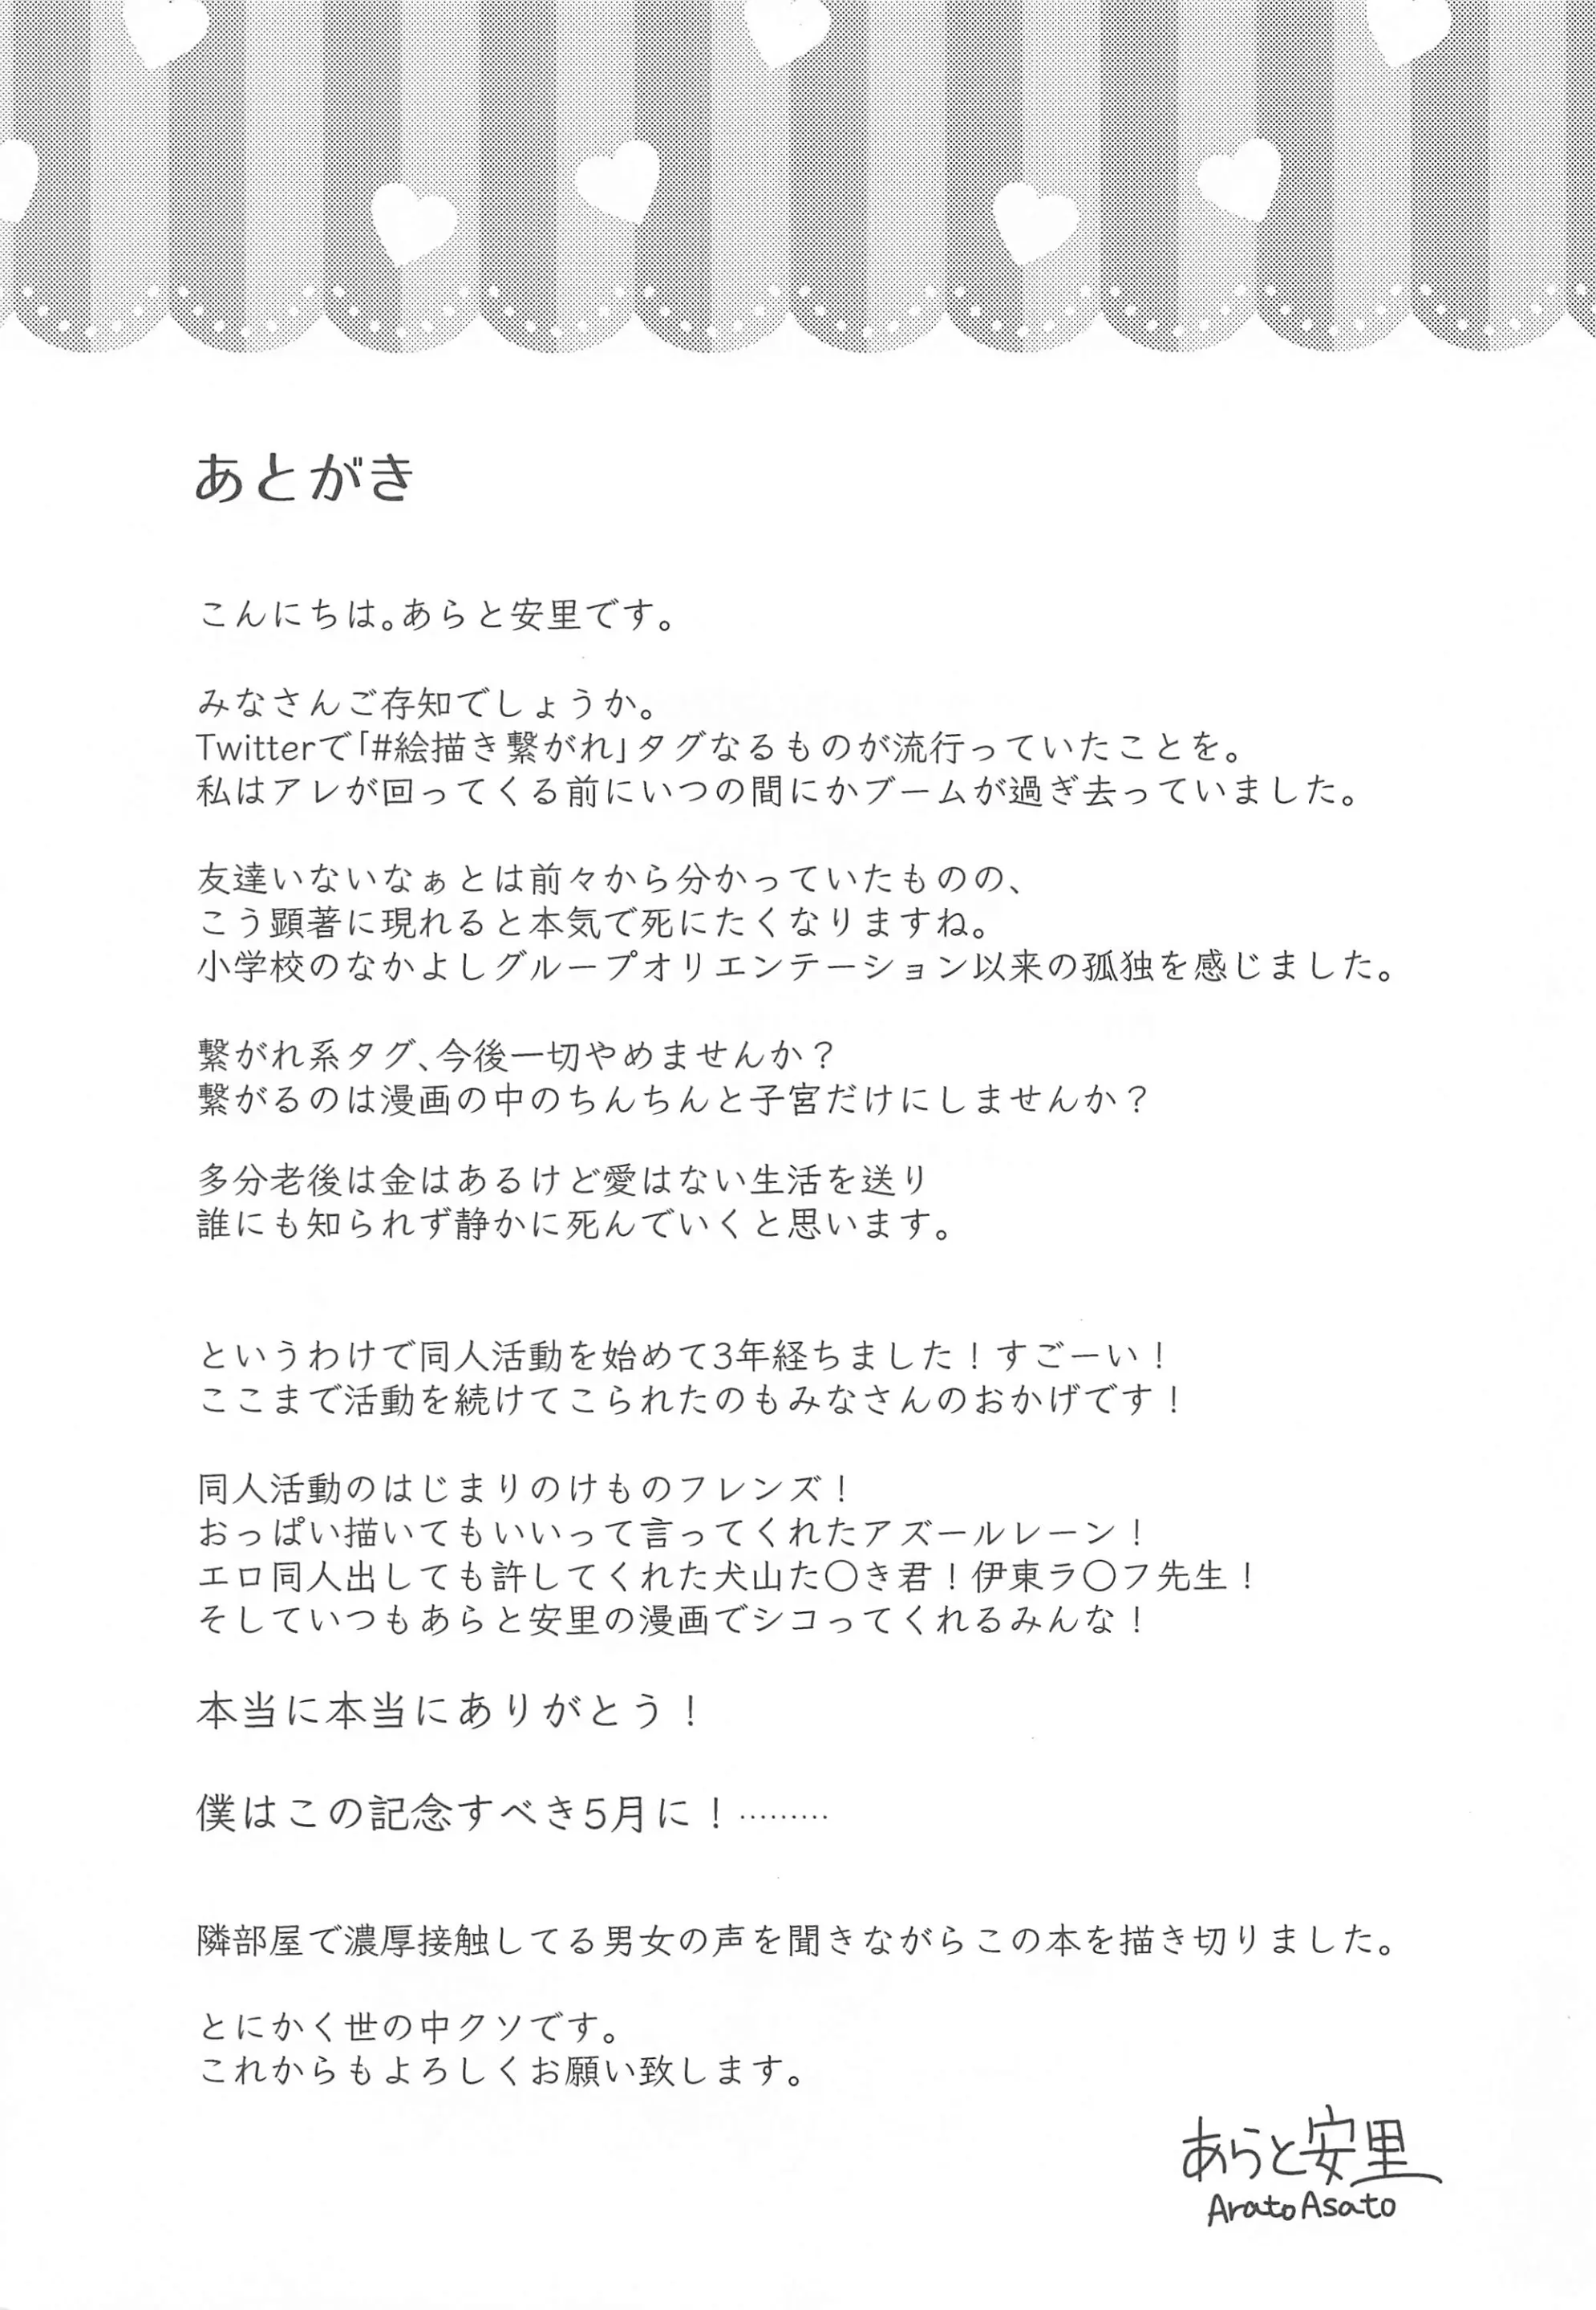 あとがき
こんにちは。あらと安里です。
みなさんご存知でしょうか。
Twitterで「#絵描き繋がれ」タグなるものが流行っていたことを。
私はアレが回ってくる前にいつの間にかブームが過ぎ去っていました。
友達いないなぁとは前々から分かっていたものの、
こう顕著に現れると本気で死にたくなりますね。
小学校のなかよしグループオリエンテーション以来の孤独を感じました。
繋がれ系タグ、今後一切やめませんか？
繋がるのは漫画の中のちんちんと子宮だけにしませんか？
多分老後は金はあるけど愛はない生活を送り
誰にも知られず静かに死んでいくと思います。
というわけで同人活動を始めて3年経ちました！すごーい！
ここまで活動を続けてこられたのもみなさんのおかげです！
同人活動のはじまりのけものフレンズ！
おっぱい描いてもいいって言ってくれたアズールレーン！
エロ同人出しても許してくれた犬山た〇き君！伊東ラ〇フ先生！
そしていつもあらと安里の漫画でシコってくれるみんな！
本当に本当にありがとう！
僕はこの記念すべき5月に！………
隣部屋で濃厚接触してる男女の声を聞きながらこの本を描き切りました。
とにかく世の中クソです。
これからもよろしくお願い致します。
あらと安里
AratoAsato